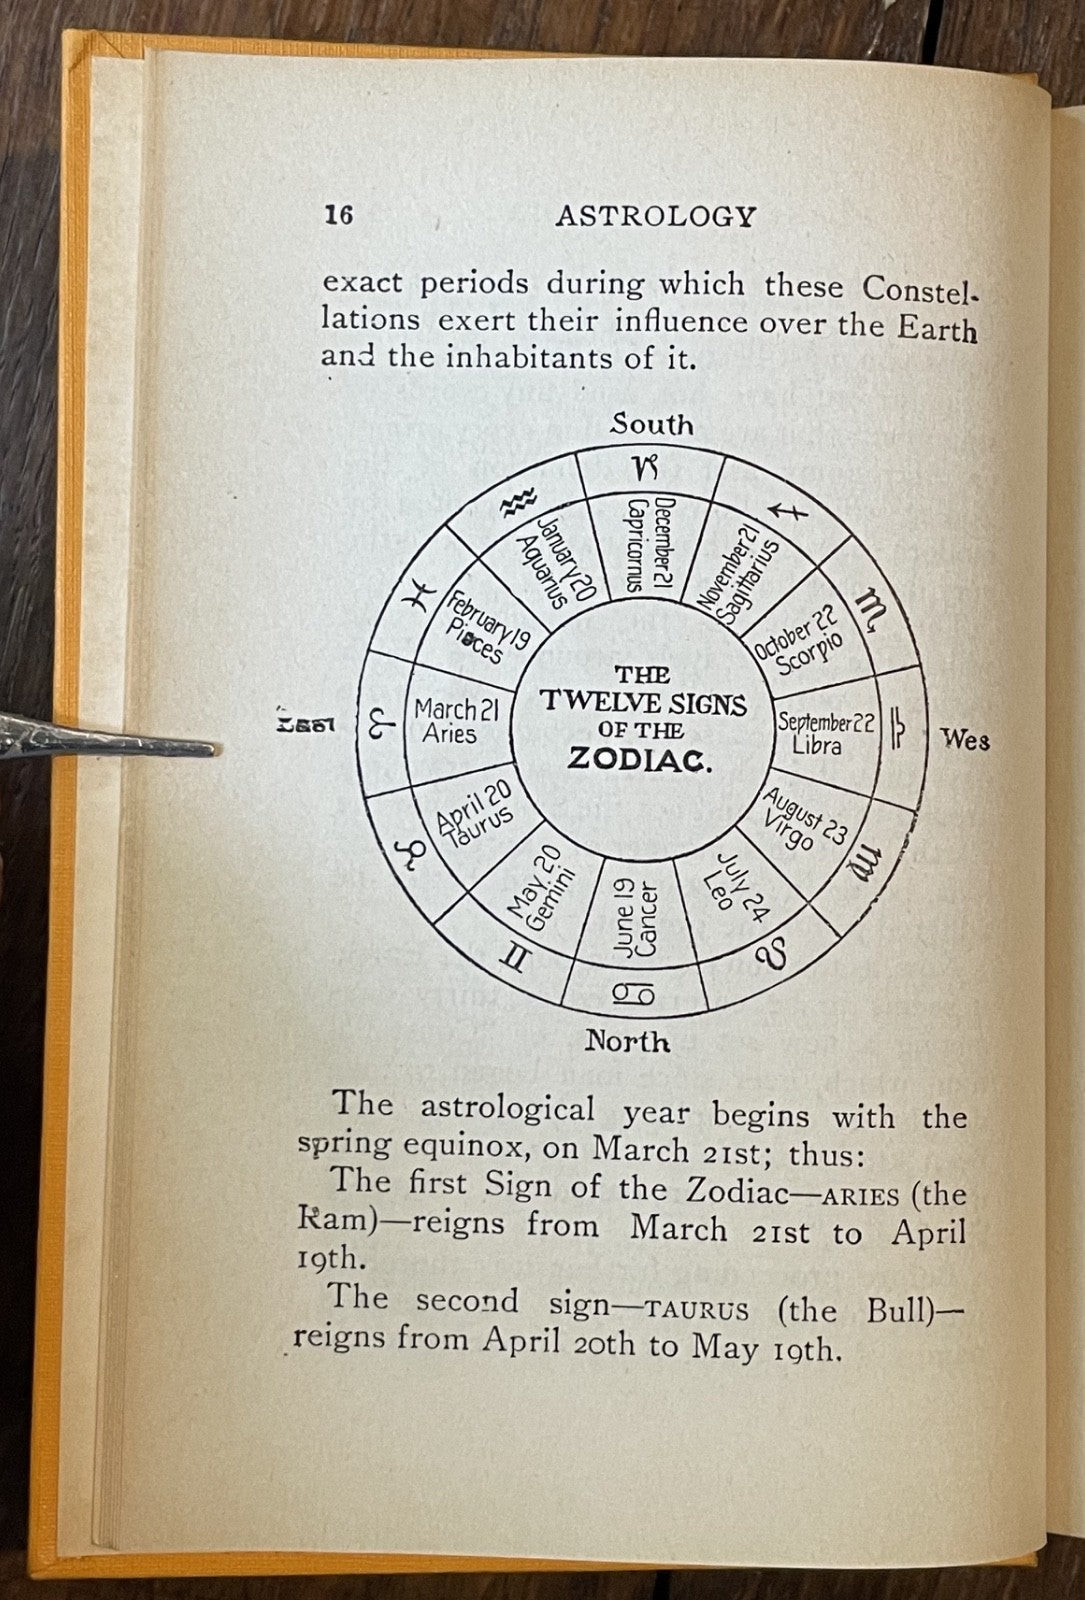 16 ASTROLOGY
exact periods during which these Constel-
lations exert their influence over the Earth
and the inhabitants of it.
South
December 21
Capricornus
November 21
Sagittarius
October 22
Scorpio
September 22
Libra
August 23
Virgo
July 24
Leo
June 19
Cancer
May 20
Gemini
April 20
Taurus
March 21
Aries
February 19
Pisces
January 20
Aquarius
THE
TWELVE SIGNS
OF THE
ZODIAC.
East
Wes
North
The astrological year begins with the
spring equinox, on March 21st; thus:
The first Sign of the Zodiac—ARIES (the
Ram)—reigns from March 21st to April
19th.
The second sign—TAURUS (the Bull)—
reigns from April 20th to May 19th.